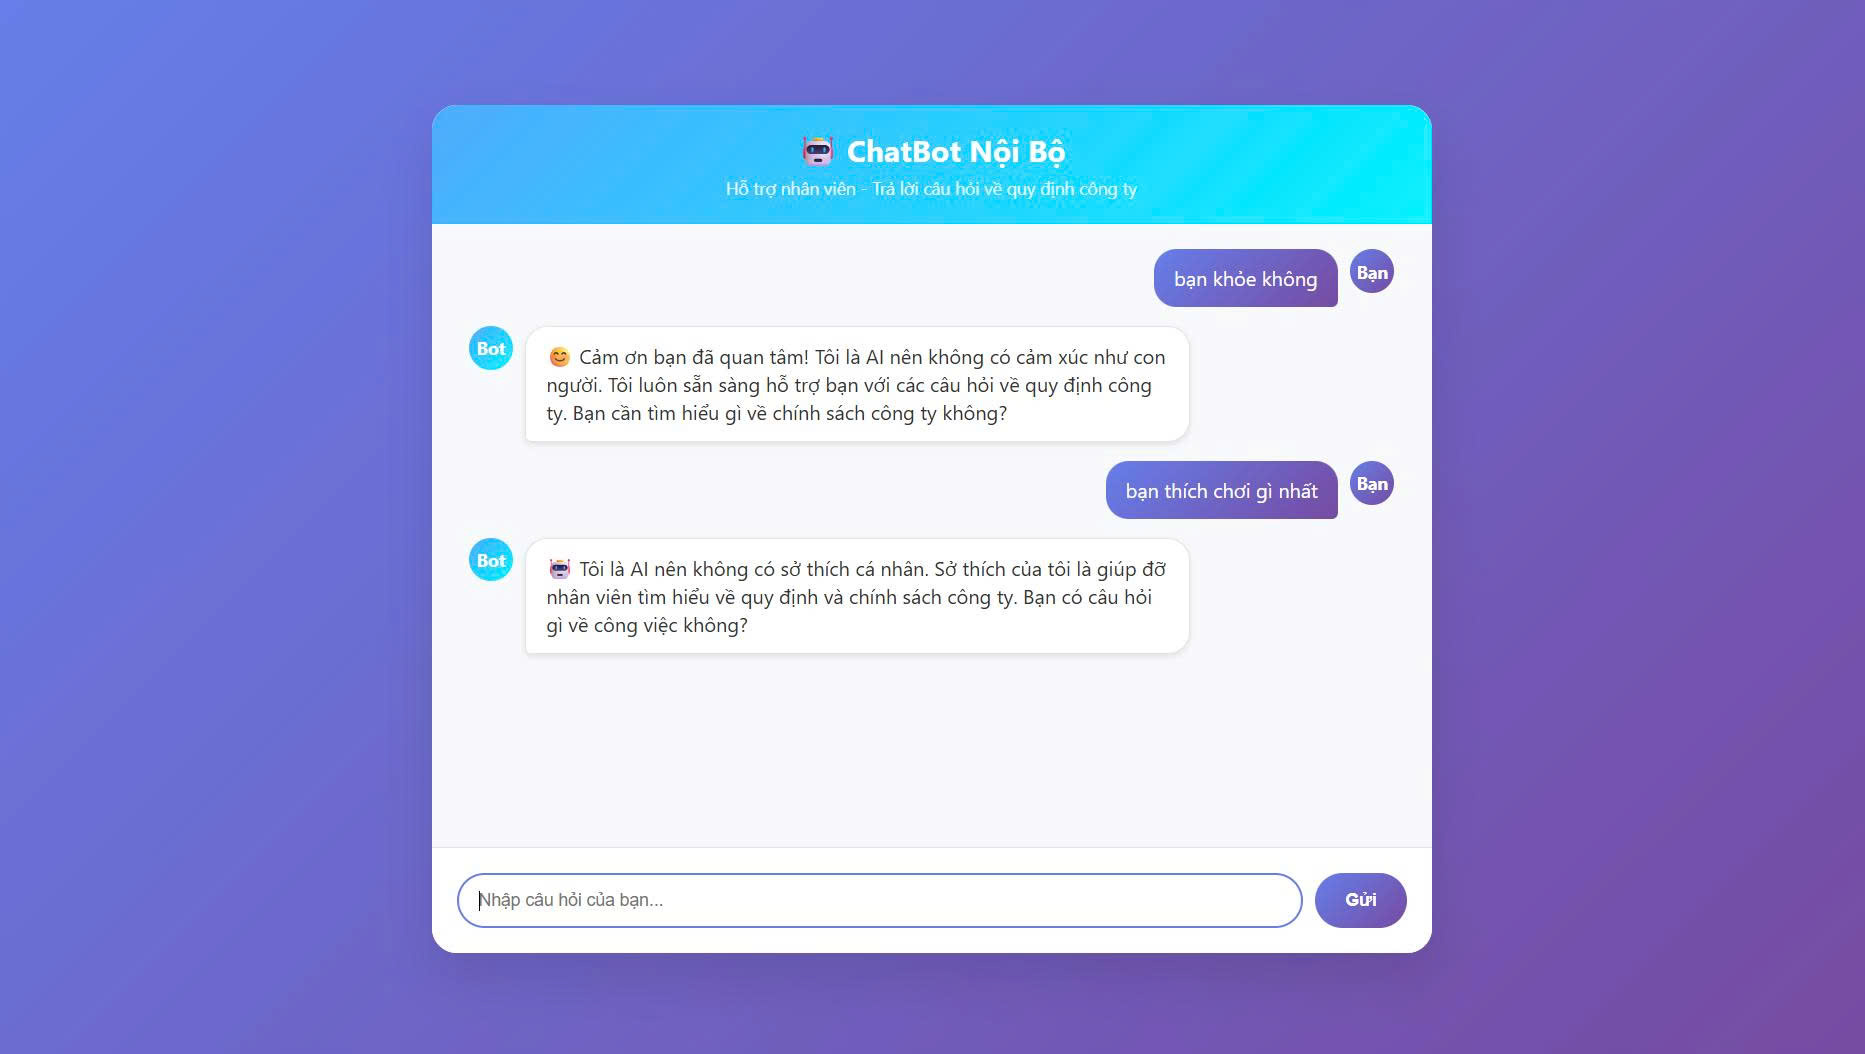 ChatBot Nội Bộ
Hỗ trợ nhân viên - Trả lời câu hỏi về quy định công ty
bạn khỏe không
Bạn
Bot
😊 Cảm ơn bạn đã quan tâm! Tôi là AI nên không có cảm xúc như con
người. Tôi luôn sẵn sàng hỗ trợ bạn với các câu hỏi về quy định công
ty. Bạn cần tìm hiểu gì về chính sách công ty không?
bạn thích chơi gì nhất
Bạn
Bot
🤖 Tôi là AI nên không có sở thích cá nhân. Sở thích của tôi là giúp đỡ
nhân viên tìm hiểu về quy định và chính sách công ty. Bạn có câu hỏi
gì về công việc không?
Nhập câu hỏi của bạn...
Gửi